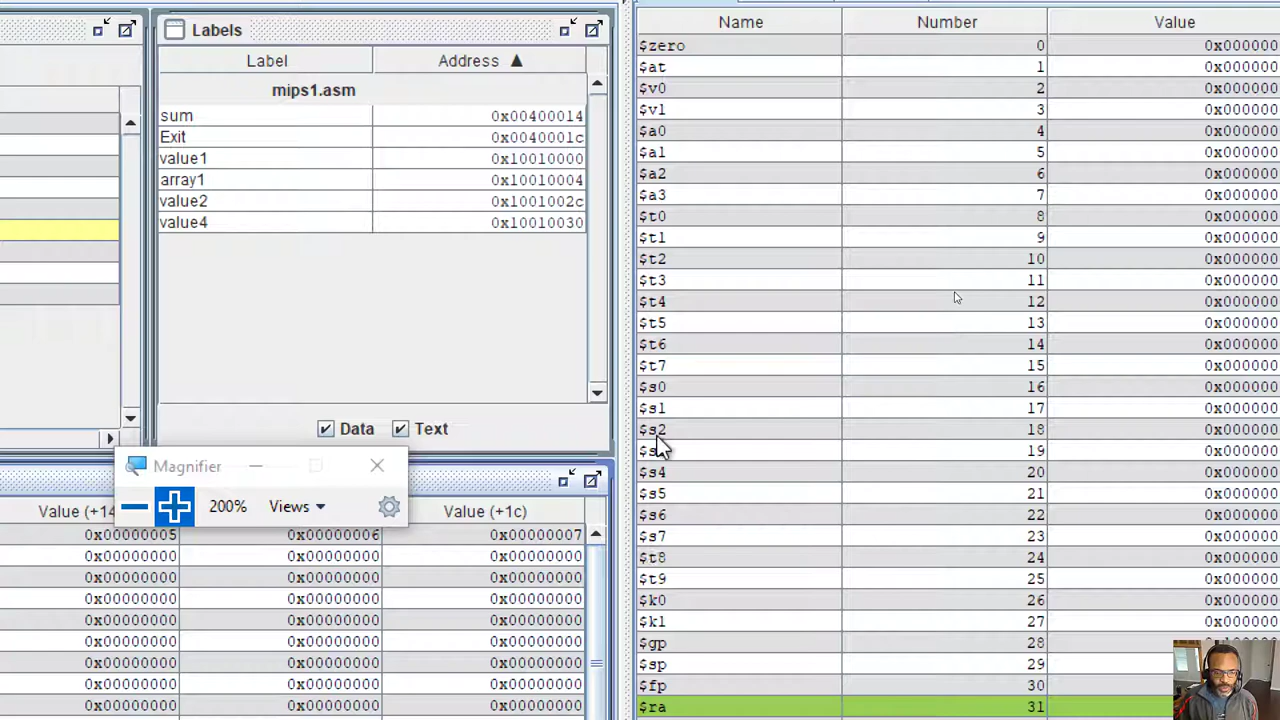 Labels
Label Address ▲
mips1.asm
sum 0x00400014
Exit 0x0040001c
value1 0x10010000
array1 0x10010004
value2 0x1001002c
value4 0x10010030
Data Text
Magnifier
200% Views
Value (+14 Value (+1c)
0x00000005 0x00000006 0x00000007
0x00000000 0x00000000 0x00000000
0x00000000 0x00000000 0x00000000
0x00000000 0x00000000 0x00000000
0x00000000 0x00000000 0x00000000
0x00000000 0x00000000 0x00000000
0x00000000 0x00000000 0x00000000
0x00000000 0x00000000 0x00000000
0x00000000 0x00000000 0x00000000
Name Number Value
$zero 0 0x000000
$at 1 0x000000
$v0 2 0x000000
$v1 3 0x000000
$a0 4 0x000000
$a1 5 0x000000
$a2 6 0x000000
$a3 7 0x000000
$t0 8 0x000000
$t1 9 0x000000
$t2 10 0x000000
$t3 11 0x000000
$t4 12 0x000000
$t5 13 0x000000
$t6 14 0x000000
$t7 15 0x000000
$s0 16 0x000000
$s1 17 0x000000
$s2 18 0x000000
19 0x000000
$s4 20 0x000000
$s5 21 0x000000
$s6 22 0x000000
$s7 23 0x000000
$t8 24 0x000000
$t9 25 0x000000
$k0 26 0x000000
$k1 27 0x000000
$gp 28
$sp 29
$fp 30
$ra 31